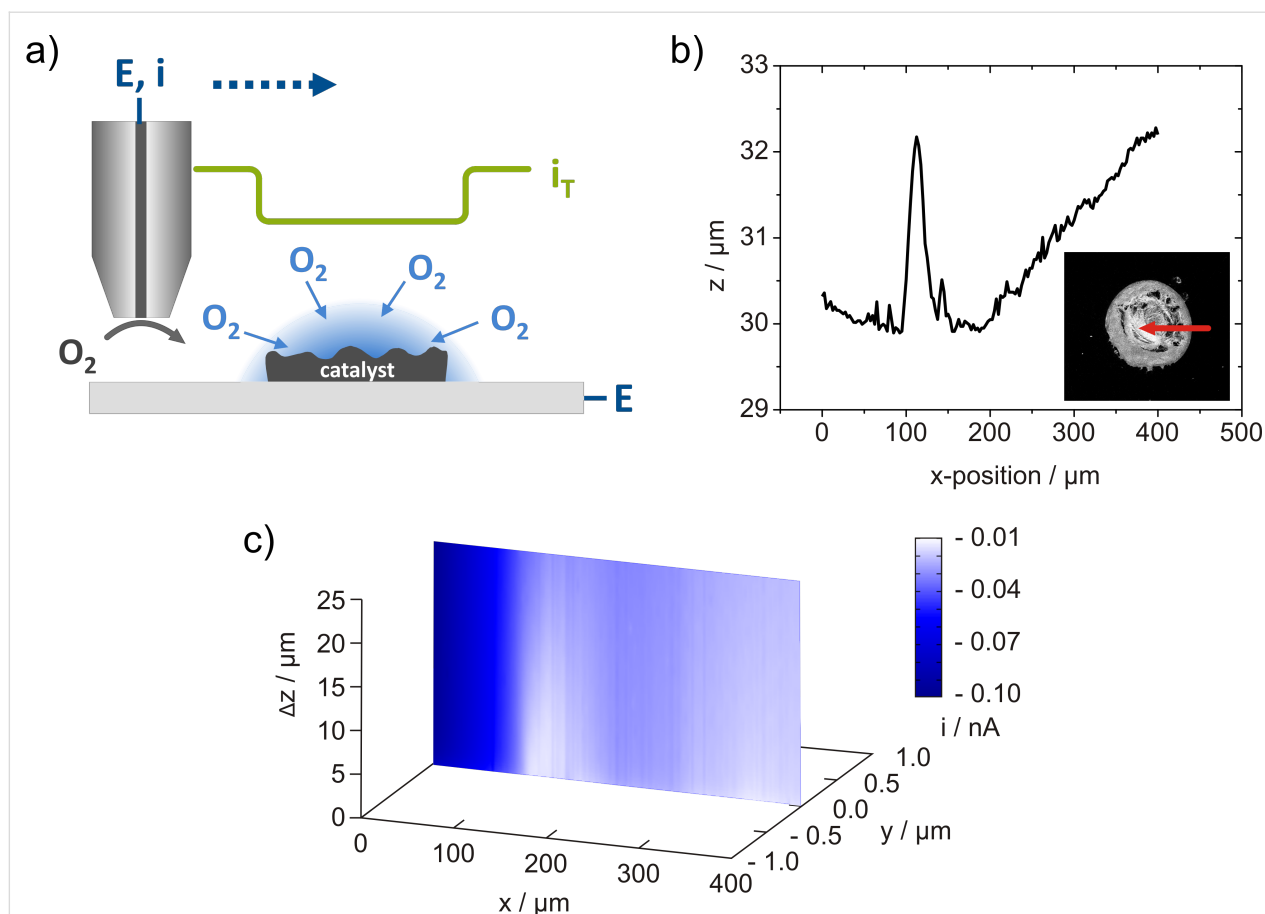 a)
E, i
i_T
O₂
O₂
O₂
O₂
O₂
catalyst
E
b)
z / µm
33
32
31
30
29
0 100 200 300 400 500
x-position / µm
c)
Δz / µm
25
20
15
10
5
0
0
100
200
300
400
x / µm
- 1.0
- 0.5
0.0
0.5
1.0
y / µm
- 0.01
- 0.04
- 0.07
- 0.10
i / nA